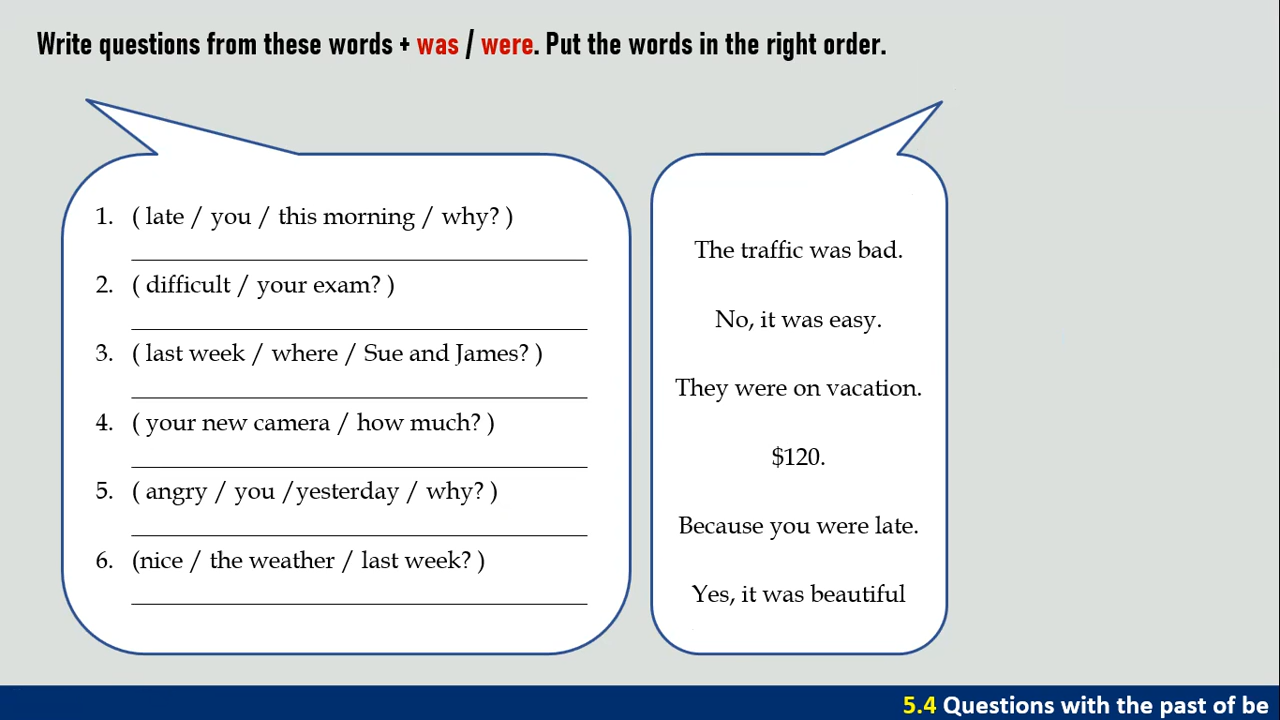 Write questions from these words + was / were. Put the words in the right order.
1. ( late / you / this morning / why? )
2. ( difficult / your exam? )
3. ( last week / where / Sue and James? )
4. ( your new camera / how much? )
5. ( angry / you /yesterday / why? )
6. (nice / the weather / last week? )
The traffic was bad.
No, it was easy.
They were on vacation.
$120.
Because you were late.
Yes, it was beautiful
5.4 Questions with the past of be